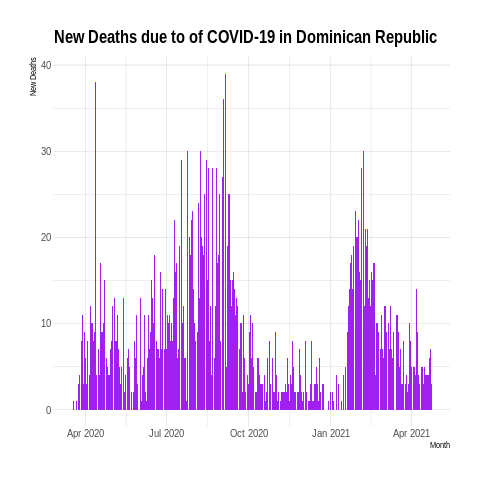 New Deaths due to of COVID-19 in Dominican Republic
New Deaths
40
30
20
10
0
Apr 2020
Jul 2020
Oct 2020
Jan 2021
Apr 2021
Month